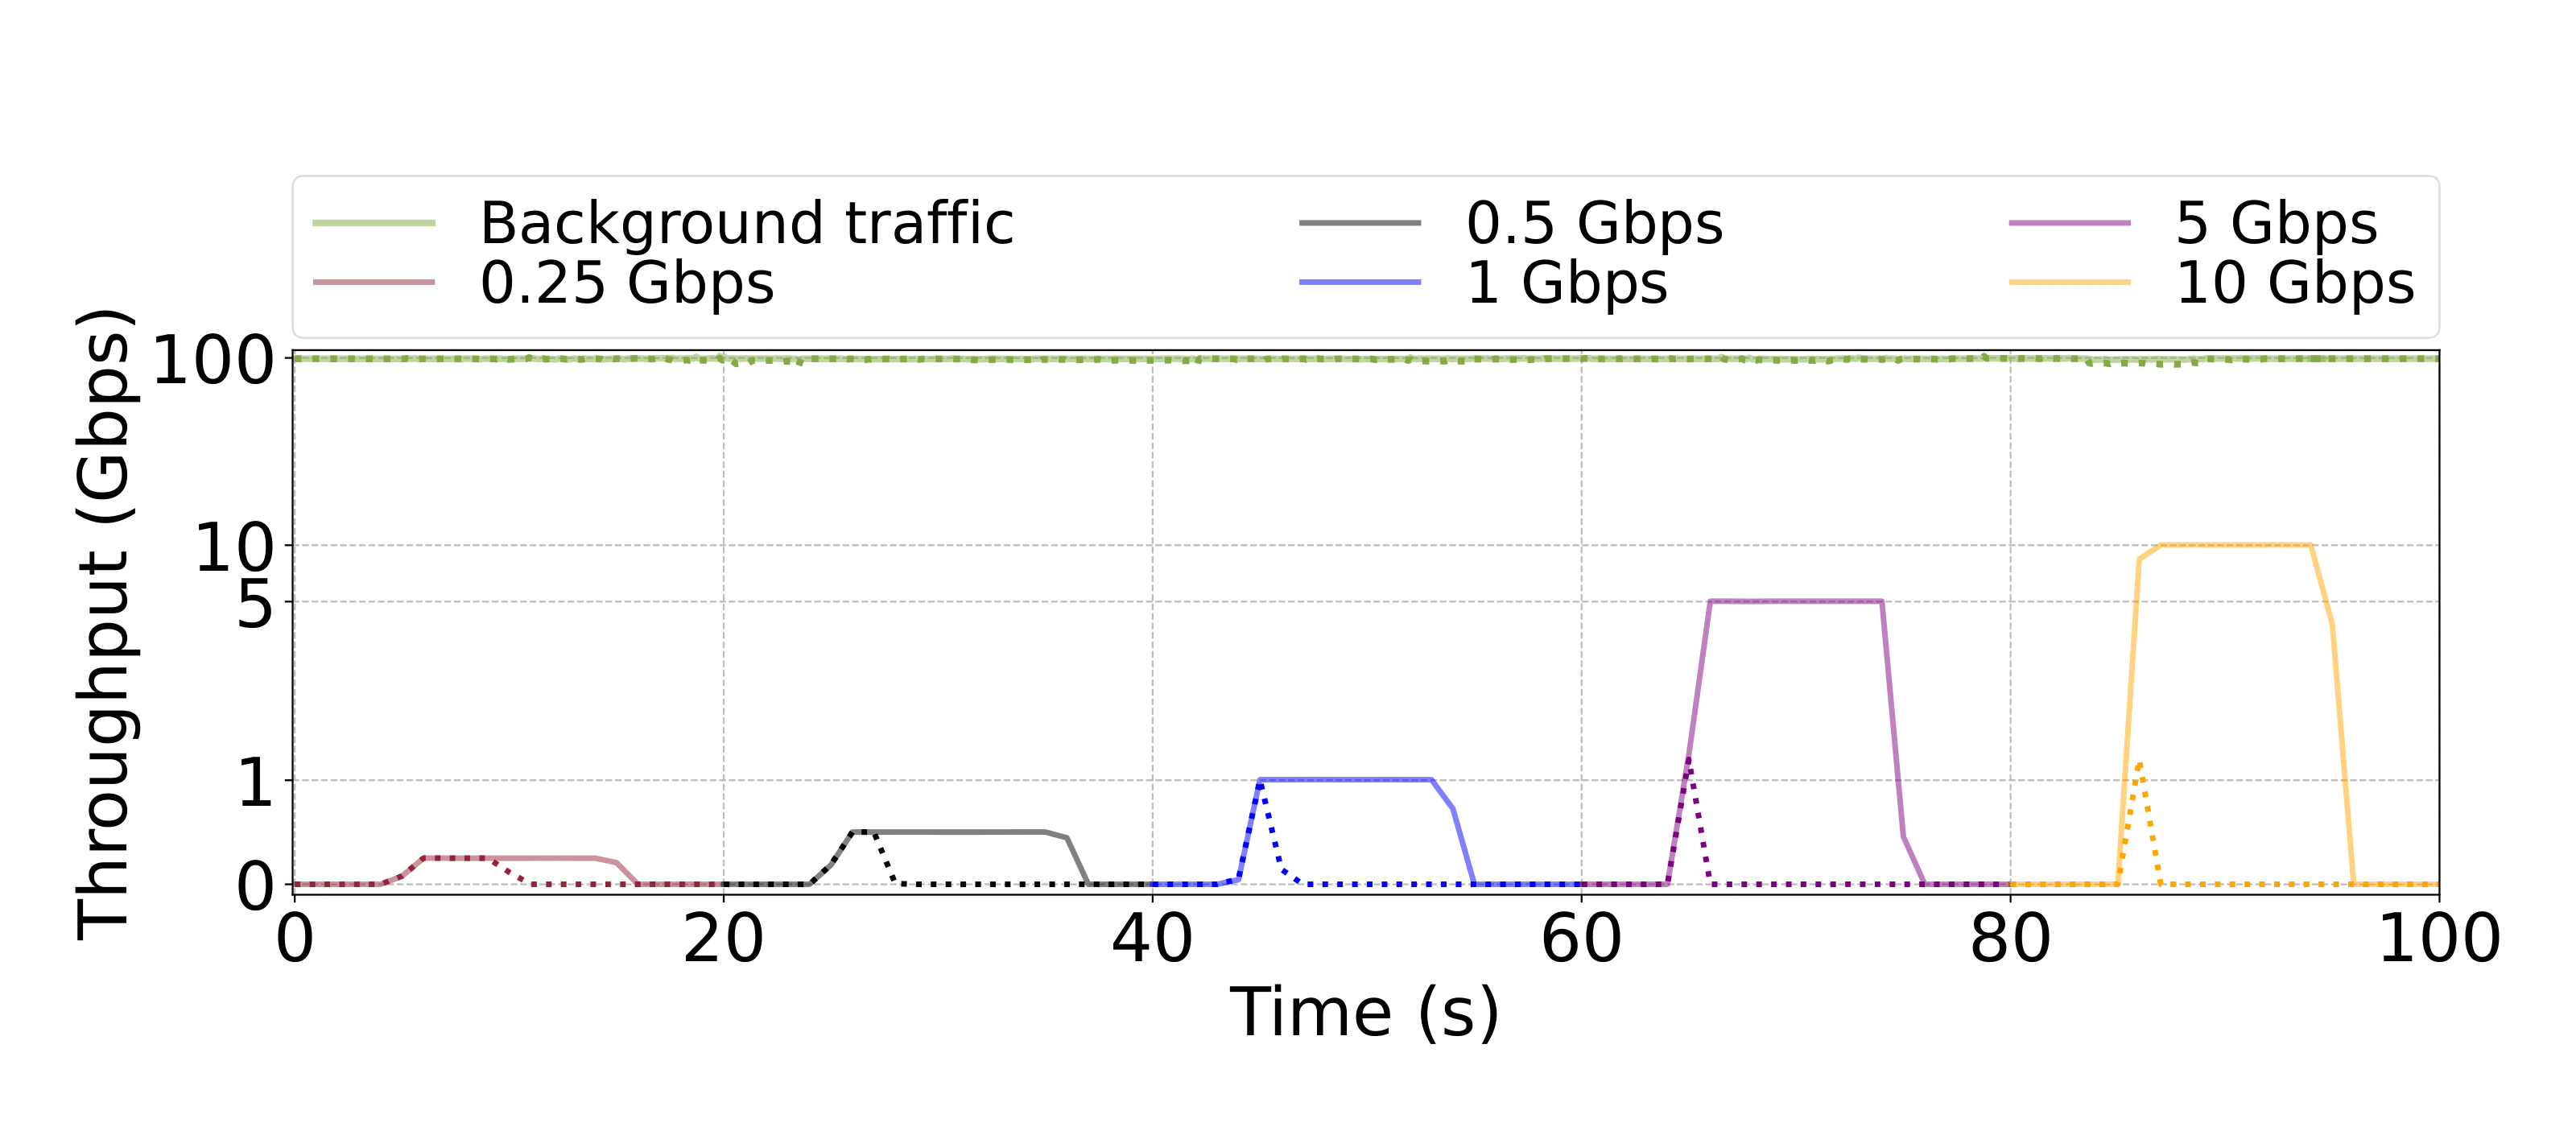 Background traffic
0.25 Gbps
0.5 Gbps
1 Gbps
5 Gbps
10 Gbps
Throughput (Gbps)
100
10
5
1
0
0 20 40 60 80 100
Time (s)